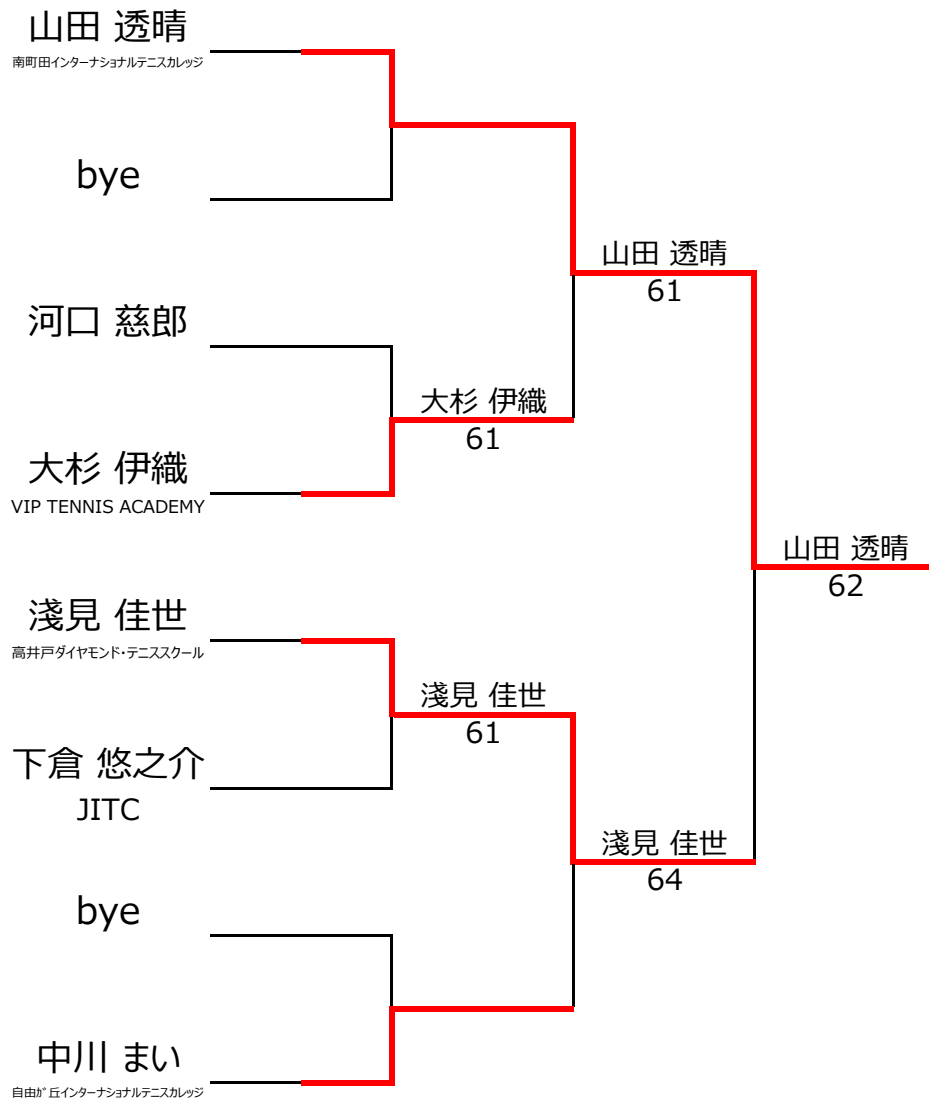 山田 透晴
南町田インターナショナルテニスカレッジ
bye
山田 透晴
61
河口 慈郎
大杉 伊織
61
大杉 伊織
VIP TENNIS ACADEMY
山田 透晴
62
淺見 佳世
高井戸ダイヤモンド・テニススクール
淺見 佳世
61
下倉 悠之介
JITC
淺見 佳世
64
bye
中川 まい
自由が丘インターナショナルテニスカレッジ